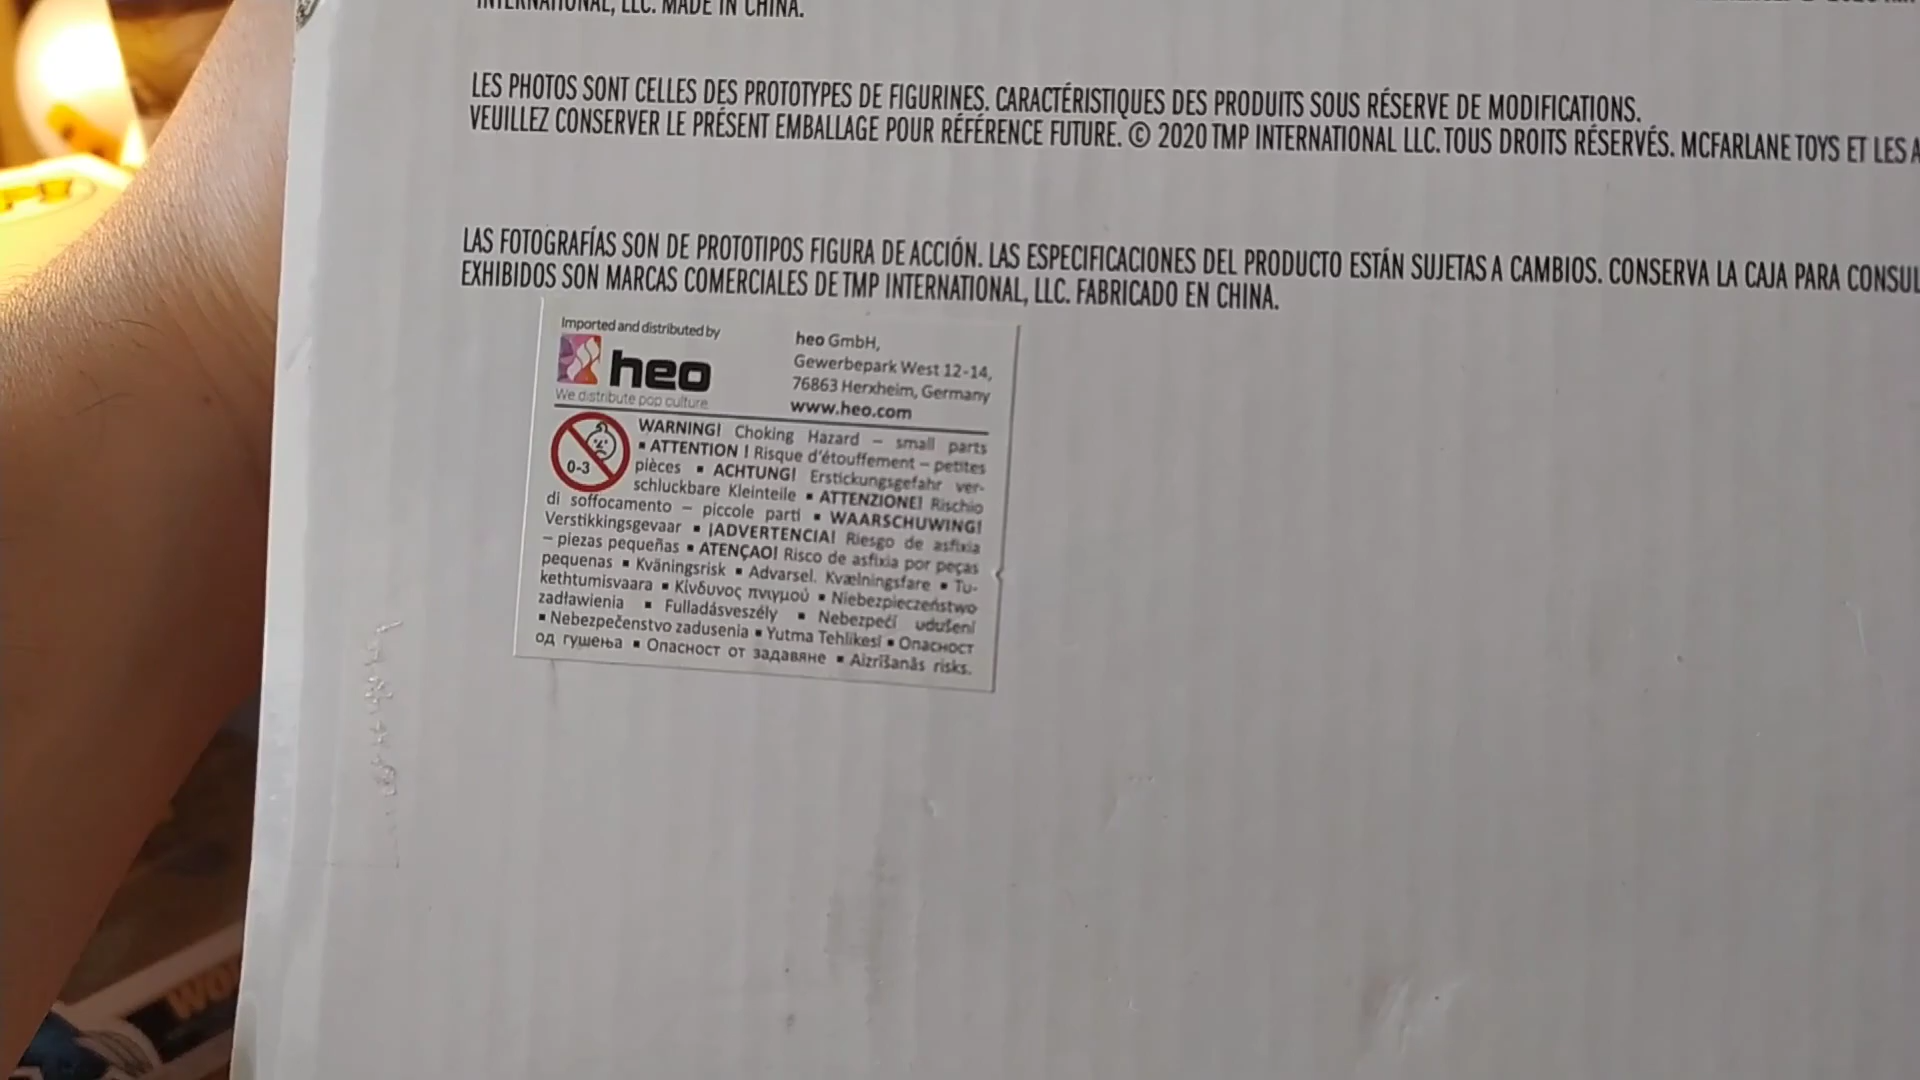 INTERNATIONAL, LLC. MADE IN CHINA.
LES PHOTOS SONT CELLES DES PROTOTYPES DE FIGURINES. CARACTÉRISTIQUES DES PRODUITS SOUS RÉSERVE DE MODIFICATIONS.
VEUILLEZ CONSERVER LE PRÉSENT EMBALLAGE POUR RÉFÉRENCE FUTURE. © 2020 TMP INTERNATIONAL LLC. TOUS DROITS RÉSERVÉS. MCFARLANE TOYS ET LES A
LAS FOTOGRAFÍAS SON DE PROTOTIPOS FIGURA DE ACCIÓN. LAS ESPECIFICACIONES DEL PRODUCTO ESTÁN SUJETAS A CAMBIOS. CONSERVA LA CAJA PARA CONSUL
EXHIBIDOS SON MARCAS COMERCIALES DE TMP INTERNATIONAL, LLC. FABRICADO EN CHINA.
Imported and distributed by
heo
We distribute pop culture
heo GmbH,
Gewerbepark West 12-14,
76863 Herxheim, Germany
www.heo.com
0-3
WARNING! Choking Hazard – small parts
▪ ATTENTION ! Risque d'étouffement – petites
pièces ▪ ACHTUNG! Erstickungsgefahr ver-
schluckbare Kleinteile ▪ ATTENZIONE! Rischio
di soffocamento – piccole parti ▪ WAARSCHUWING!
Verstikkingsgevaar ▪ ¡ADVERTENCIA! Riesgo de asfixia
– piezas pequeñas ▪ ATENÇAO! Risco de asfixia por peças
pequenas ▪ Kväningsrisk ▪ Advarsel. Kvælningsfare ▪ Tu-
kethtumisvaara ▪ Κίνδυνος πνιγμού ▪ Niebezpieczeństwo
zadławienia ▪ Fulladásveszély ▪ Nebezpečí udušení
▪ Nebezpečenstvo zadusenia ▪ Yutma Tehlikesi ▪ Опасност
од гушења ▪ Опасност от задавяне ▪ Aizrīšanās risks.